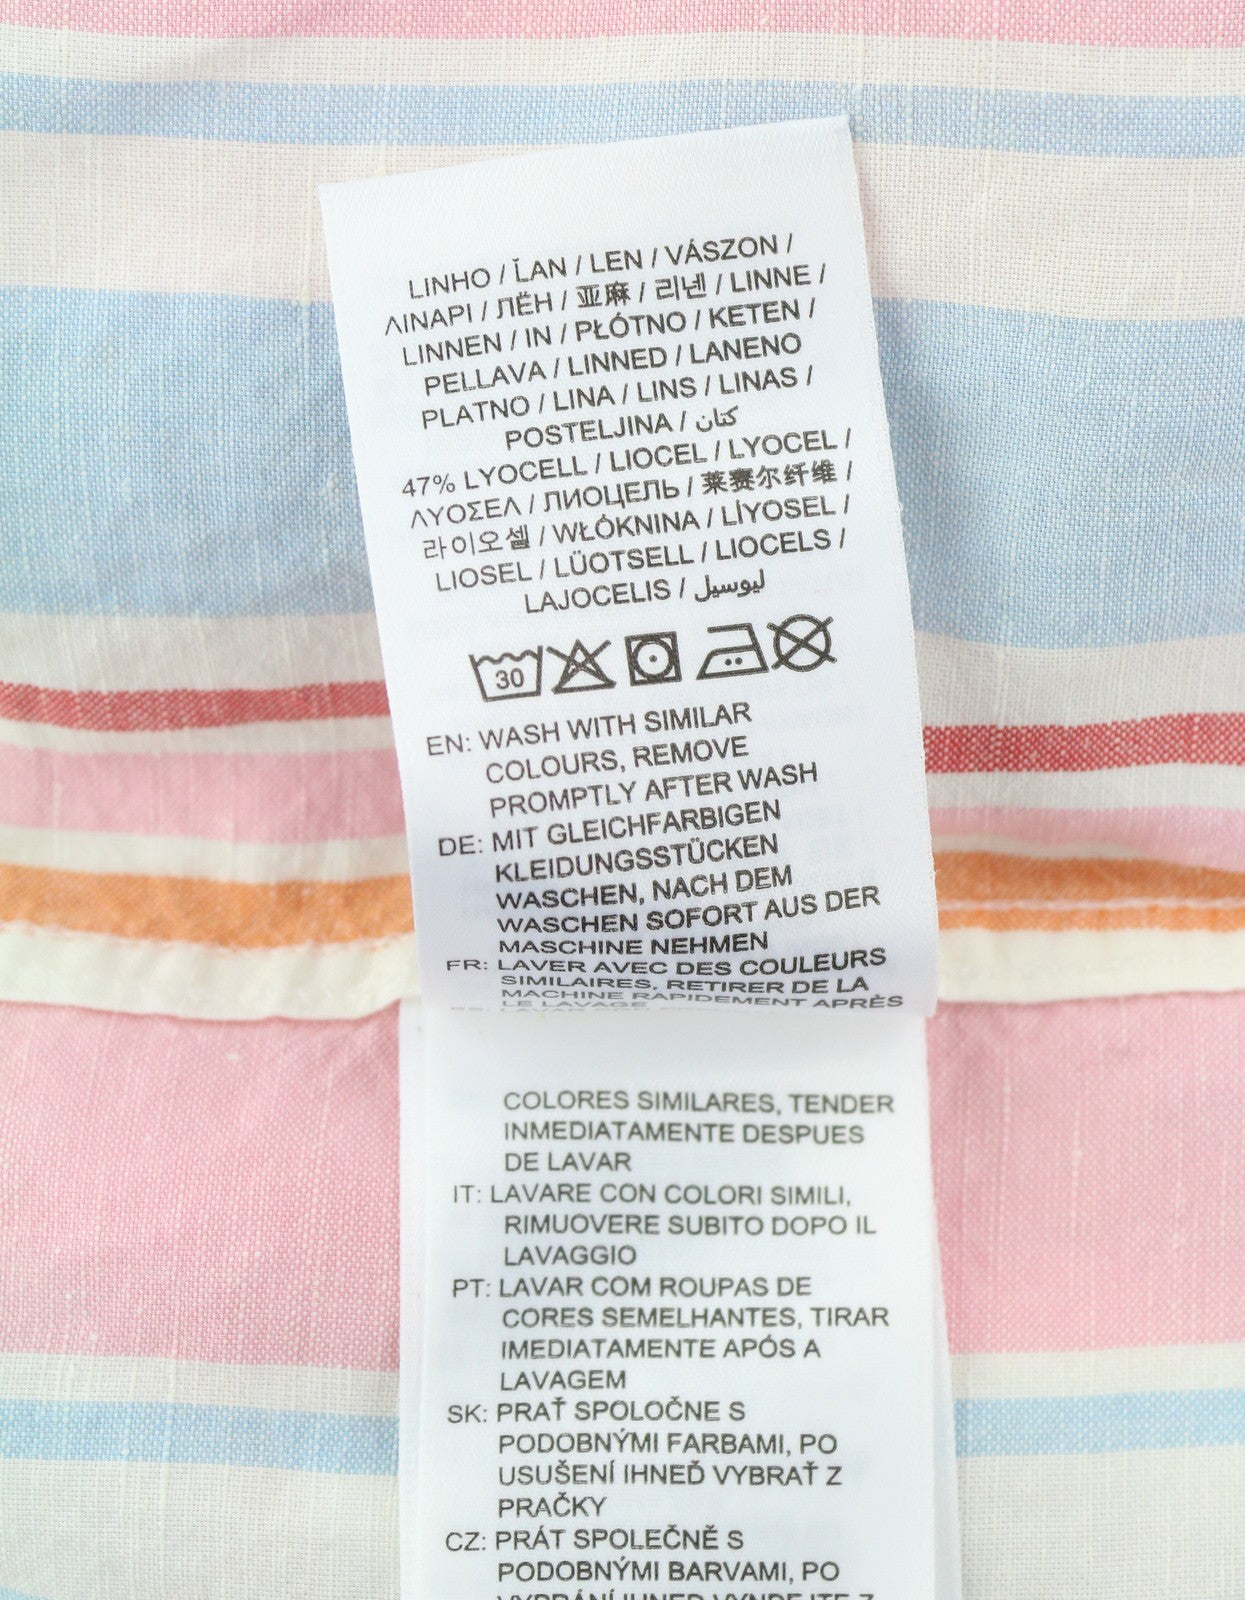 LINHO / ĽAN / LEN / VÁSZON /
ΛΙΝΑΡΙ / ЛЁН / 亚麻 / 리넨 / LINNE /
LINNEN / IN / PŁÓTNO / KETEN /
PELLAVA / LINNED / LANENO
PLATNO / LINA / LINS / LINAS /
POSTELJINA / كتان
47% LYOCELL / LIOCEL / LYOCEL /
ΛΥΟΣΕΛ / ЛИОЦЕЛЬ / 莱赛尔纤维 /
라이오셀 / WŁÓKNINA / LİYOSEL /
LIOSEL / LÜOTSELL / LIOCELS /
LAJOCELIS / ليوسيل
30
EN: WASH WITH SIMILAR
COLOURS, REMOVE
PROMPTLY AFTER WASH
DE: MIT GLEICHFARBIGEN
KLEIDUNGSSTÜCKEN
WASCHEN, NACH DEM
WASCHEN SOFORT AUS DER
MASCHINE NEHMEN
FR: LAVER AVEC DES COULEURS
SIMILAIRES, RETIRER DE LA
MACHINE RAPIDEMENT APRÈS
LE LAVAGE
COLORES SIMILARES, TENDER
INMEDIATAMENTE DESPUES
DE LAVAR
IT: LAVARE CON COLORI SIMILI,
RIMUOVERE SUBITO DOPO IL
LAVAGGIO
PT: LAVAR COM ROUPAS DE
CORES SEMELHANTES, TIRAR
IMEDIATAMENTE APÓS A
LAVAGEM
SK: PRAŤ SPOLOČNE S
PODOBNÝMI FARBAMI, PO
USUŠENÍ IHNEĎ VYBRAŤ Z
PRAČKY
CZ: PRÁT SPOLEČNĚ S
PODOBNÝMI BARVAMI, PO